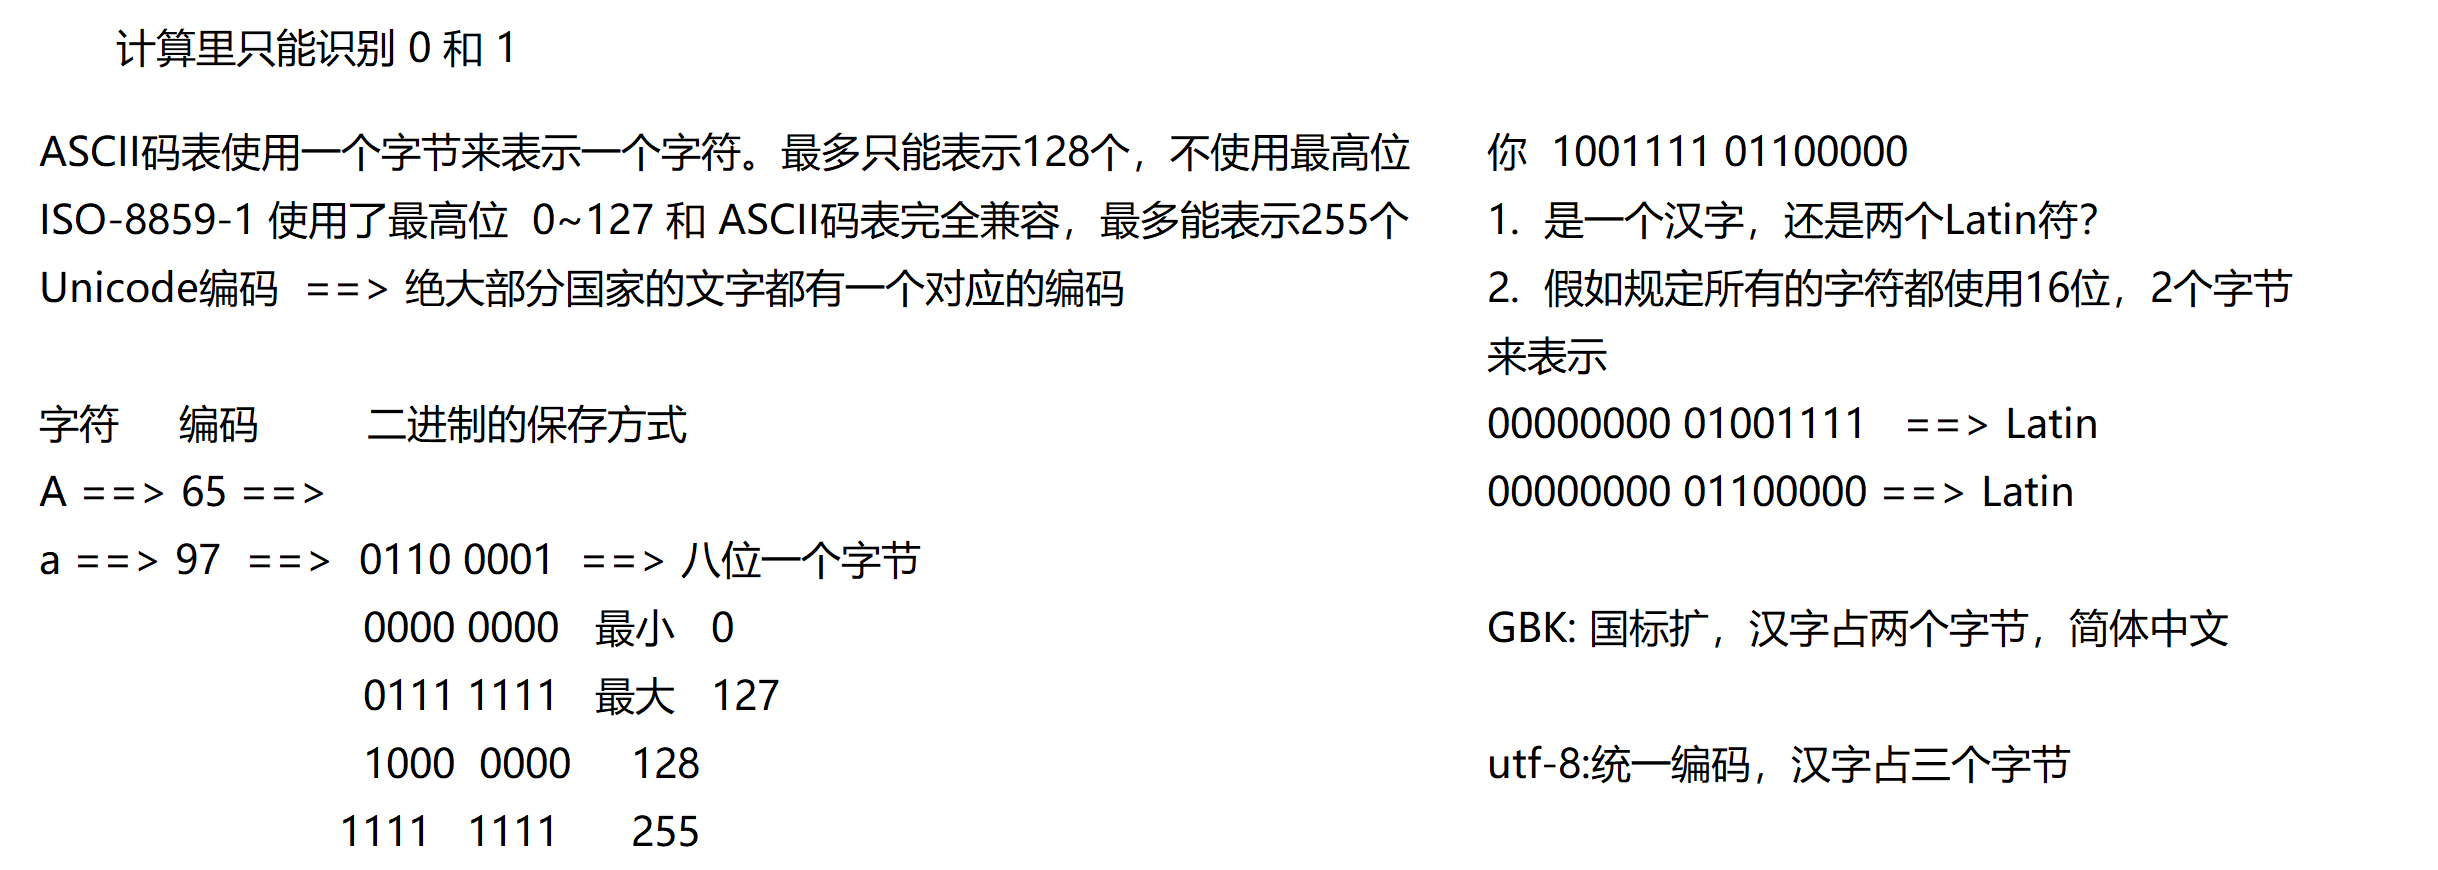 计算里只能识别 0 和 1
ASCII码表使用一个字节来表示一个字符。最多只能表示128个，不使用最高位
ISO-8859-1 使用了最高位  0~127 和 ASCII码表完全兼容，最多能表示255个
Unicode编码  ==> 绝大部分国家的文字都有一个对应的编码
字符     编码         二进制的保存方式
A ==> 65 ==>
a ==> 97  ==>  0110 0001  ==> 八位一个字节
0000 0000   最小   0
0111 1111   最大   127
1000  0000     128
1111   1111      255
你  1001111 01100000
1.  是一个汉字，还是两个Latin符？
2.  假如规定所有的字符都使用16位，2个字节
来表示
00000000 01001111   ==> Latin
00000000 01100000 ==> Latin
GBK: 国标扩，汉字占两个字节，简体中文
utf-8:统一编码，汉字占三个字节